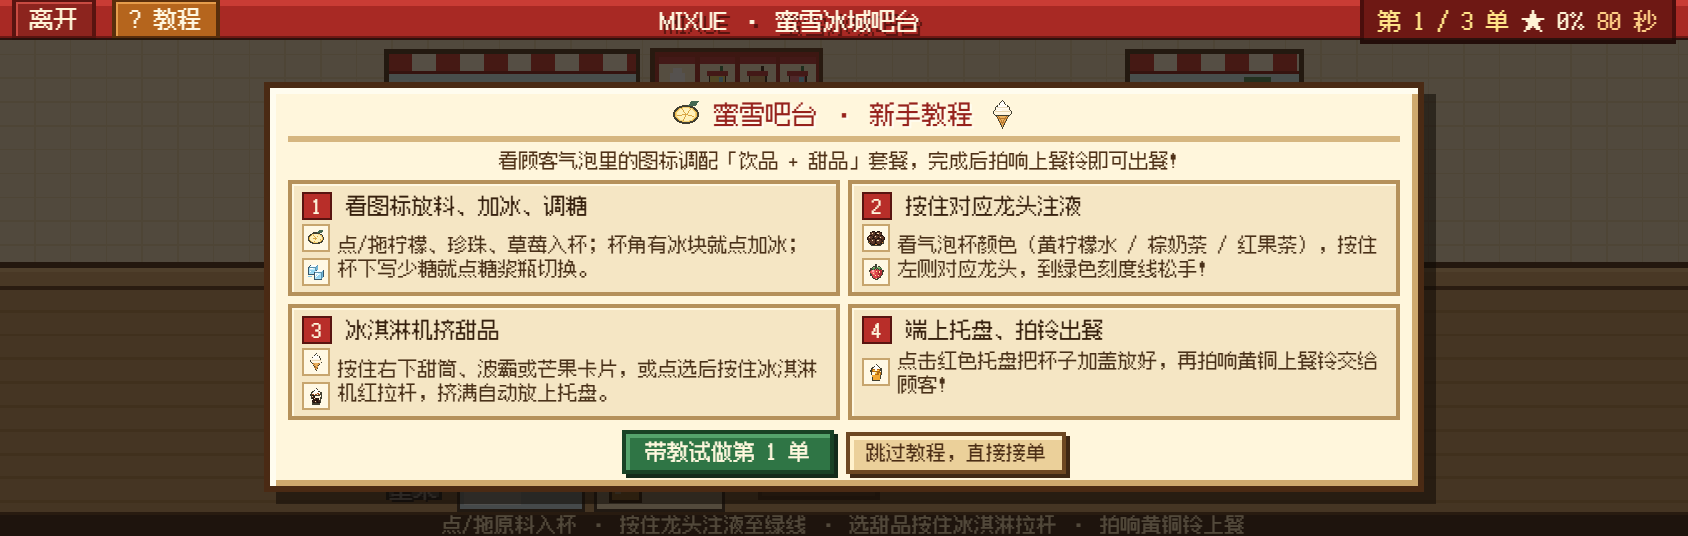 离开
? 教程
MIXUE · 蜜雪冰城吧台
第 1 / 3 单 ★ 0% 80 秒
蜜雪吧台 · 新手教程
看顾客气泡里的图标调配「饮品 + 甜品」套餐，完成后拍响上餐铃即可出餐!
1 看图标放料、加冰、调糖
点/拖柠檬、珍珠、草莓入杯；杯角有冰块就点加冰；
杯下写少糖就点糖浆瓶切换。
2 按住对应龙头注液
看气泡杯颜色（黄柠檬水 / 棕奶茶 / 红果茶），按住
左侧对应龙头，到绿色刻度线松手!
3 冰淇淋机挤甜品
按住右下甜筒、波霸或芒果卡片，或点选后按住冰淇淋
机红拉杆，挤满自动放上托盘。
4 端上托盘、拍铃出餐
点击红色托盘把杯子加盖放好，再拍响黄铜上餐铃交给
顾客!
带教试做第 1 单
跳过教程，直接接单
点/拖原料入杯 · 按住龙头注液至绿线 · 选甜品按住冰淇淋拉杆 · 拍响黄铜铃上餐